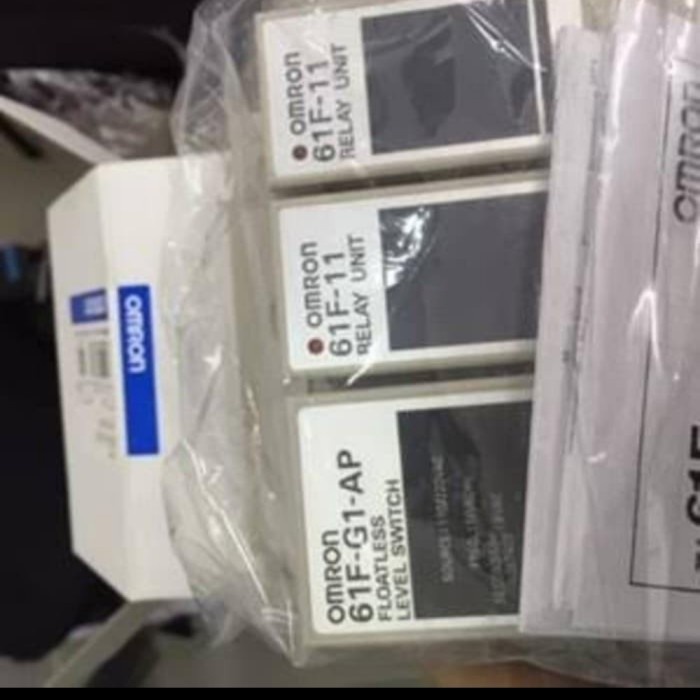 OMRON
61F-11
RELAY UNIT
OMRON
61F-11
RELAY UNIT
OMRON
61F-G1-AP
FLOATLESS
LEVEL SWITCH
OMRON
OMRON